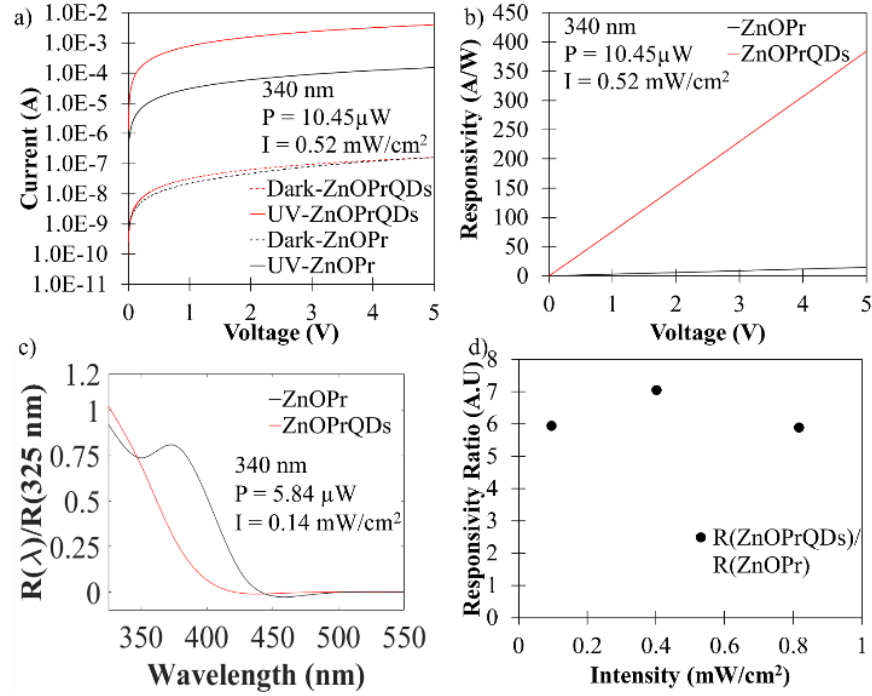 a)
1.0E-2
1.0E-3
1.0E-4
1.0E-5
1.0E-6
1.0E-7
1.0E-8
1.0E-9
1.0E-10
1.0E-11
Current (A)
340 nm
P = 10.45μW
I = 0.52 mW/cm²
Dark-ZnOPrQDs
UV-ZnOPrQDs
Dark-ZnOPr
UV-ZnOPr
0 1 2 3 4 5
Voltage (V)
b)
450
400
350
300
250
200
150
100
50
0
Responsivity (A/W)
340 nm
P = 10.45μW
I = 0.52 mW/cm²
ZnOPr
ZnOPrQDs
0 1 2 3 4 5
Voltage (V)
c)
1.2
1
0.75
0.5
0.25
0
R(λ)/R(325 nm)
ZnOPr
ZnOPrQDs
340 nm
P = 5.84 μW
I = 0.14 mW/cm²
350 400 450 500 550
Wavelength (nm)
d)
8
7
6
5
4
3
2
1
0
Responsivity Ratio (A.U)
R(ZnOPrQDs)/
R(ZnOPr)
0 0.2 0.4 0.6 0.8 1
Intensity (mW/cm²)